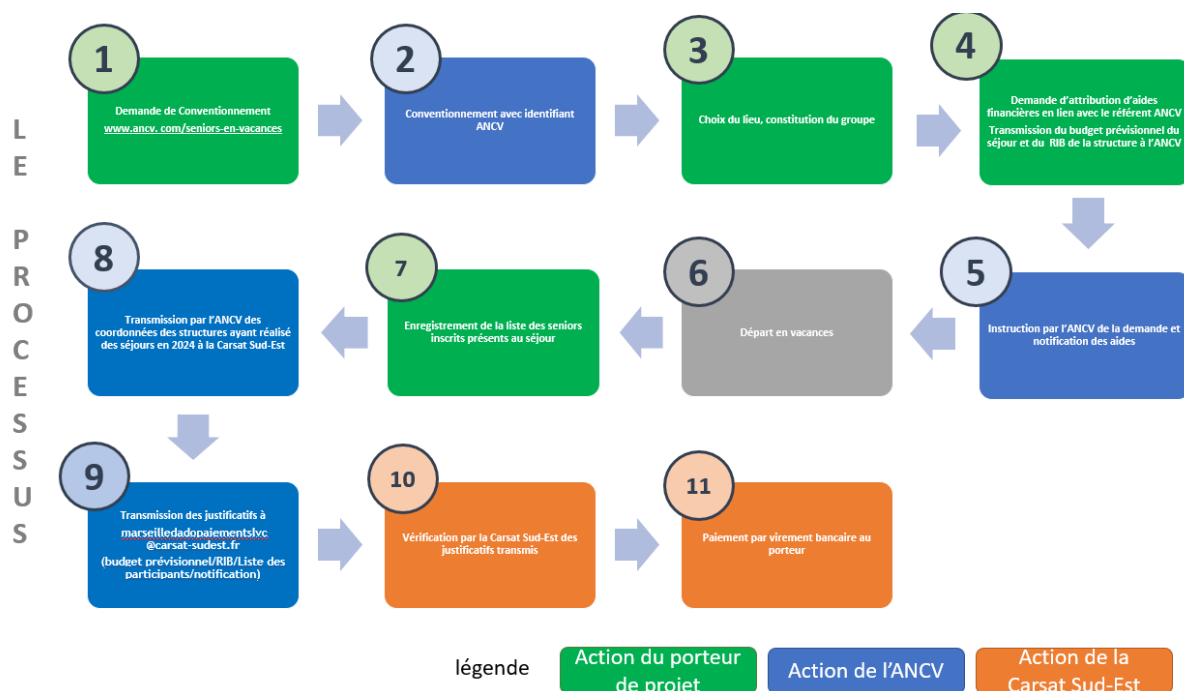 LE PROCESSUS
1
Demande de Conventionnement
www.ancv. com/seniors-en-vacances
2
Conventionnement avec identifiant
ANCV
3
Choix du lieu, constitution du groupe
4
Demande d'attribution d'aides
financières en lien avec le référent ANCV
Transmission du budget prévisionnel du
séjour et du RIB de la structure à l'ANCV
5
Instruction par l'ANCV de la demande et
notification des aides
6
Départ en vacances
7
Enregistrement de la liste des seniors
inscrits présents au séjour
8
Transmission par l'ANCV des
coordonnées des structures ayant réalisé
des séjours en 2024 à la Carsat Sud-Est
9
Transmission des justificatifs à
marseilledadopaiementslvc
@carsat-sudest.fr
(budget prévisionnel/RIB/Liste des
participants/notification)
10
Vérification par la Carsat Sud-Est des
justificatifs transmis
11
Paiement par virement bancaire au
porteur
légende
Action du porteur
de projet
Action de l'ANCV
Action de la
Carsat Sud-Est